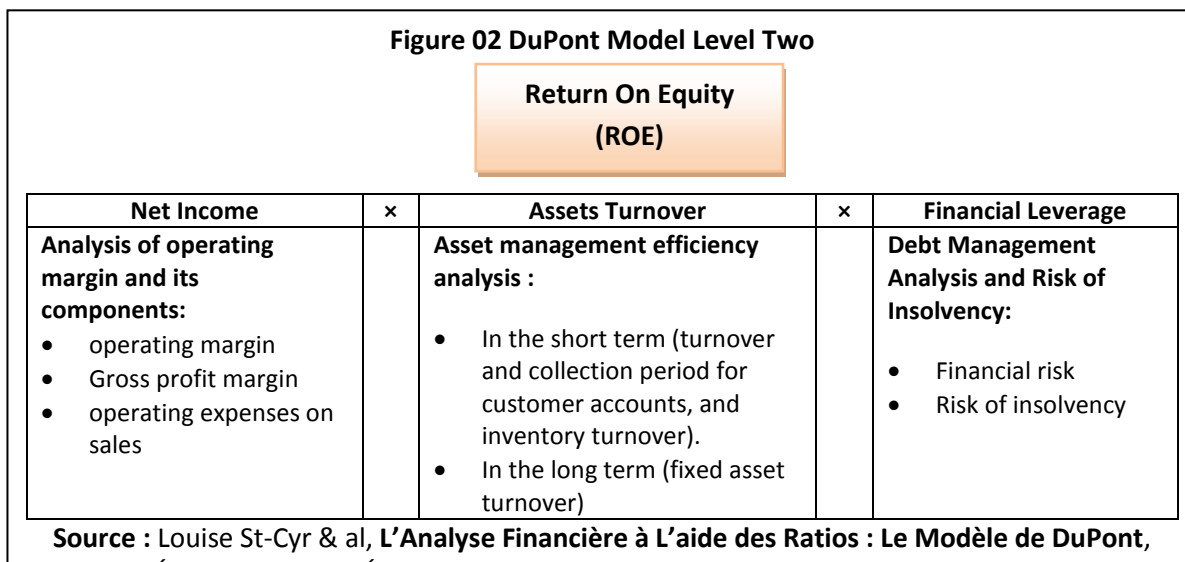 Figure 02 DuPont Model Level Two
Return On Equity
(ROE)
Net Income × Assets Turnover × Financial Leverage
Analysis of operating
margin and its
components:
• operating margin
• Gross profit margin
• operating expenses on
sales
Asset management efficiency
analysis :
• In the short term (turnover
and collection period for
customer accounts, and
inventory turnover).
• In the long term (fixed asset
turnover)
Debt Management
Analysis and Risk of
Insolvency:
• Financial risk
• Risk of insolvency
Source : Louise St-Cyr & al, L’Analyse Financière à L’aide des Ratios : Le Modèle de DuPont,